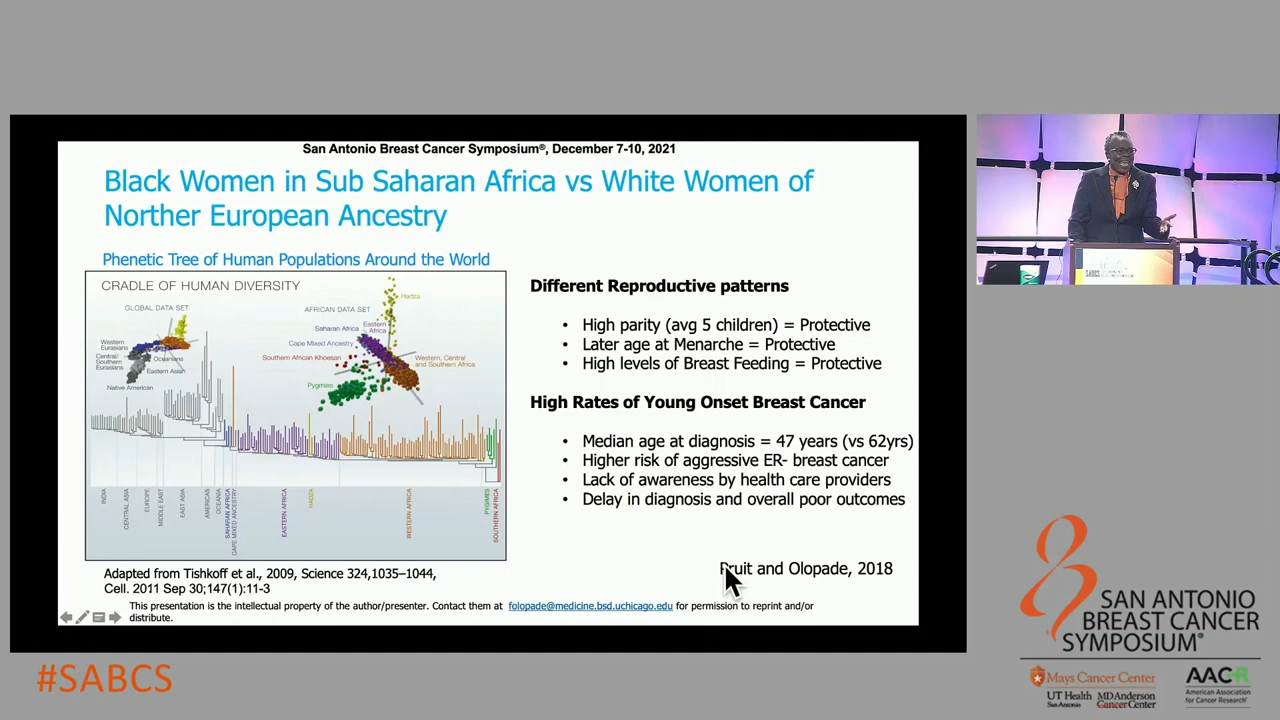 San Antonio Breast Cancer Symposium®, December 7-10, 2021
Black Women in Sub Saharan Africa vs White Women of
Norther European Ancestry
Phenetic Tree of Human Populations Around the World
CRADLE OF HUMAN DIVERSITY
GLOBAL DATA SET
Western
Eurasians
Central/
Southern
Eurasians
Oceanians
Eastern Asian
Native American
AFRICAN DATA SET
Hadza
Saharan Africa
Eastern
Africa
Cape Mixed Ancestry
Southern African Khoesan
Western, Central
and Southern Africa
Pygmies
INDIA
CENTRAL ASIA
EUROPE
MIDDLE EAST
EAST ASIA
AMERICAS
OCEANIA
SAHARAN AFRICA
CAPE MIXED ANCESTRY
EASTERN AFRICA
HADZA
WESTERN AFRICA
PYGMIES
SOUTHERN AFRICA
Adapted from Tishkoff et al., 2009, Science 324,1035–1044,
Cell. 2011 Sep 30;147(1):11-3
Different Reproductive patterns
• High parity (avg 5 children) = Protective
• Later age at Menarche = Protective
• High levels of Breast Feeding = Protective
High Rates of Young Onset Breast Cancer
• Median age at diagnosis = 47 years (vs 62yrs)
• Higher risk of aggressive ER- breast cancer
• Lack of awareness by health care providers
• Delay in diagnosis and overall poor outcomes
and Olopade, 2018
This presentation is the intellectual property of the author/presenter. Contact them at folopade@medicine.bsd.uchicago.edu for permission to reprint and/or
distribute.
#SABCS
SAN ANTONIO
BREAST CANCER
SYMPOSIUM®
Mays Cancer Center
UT Health
San Antonio
MD Anderson
Cancer Center
AACR
American Association
for Cancer Research®